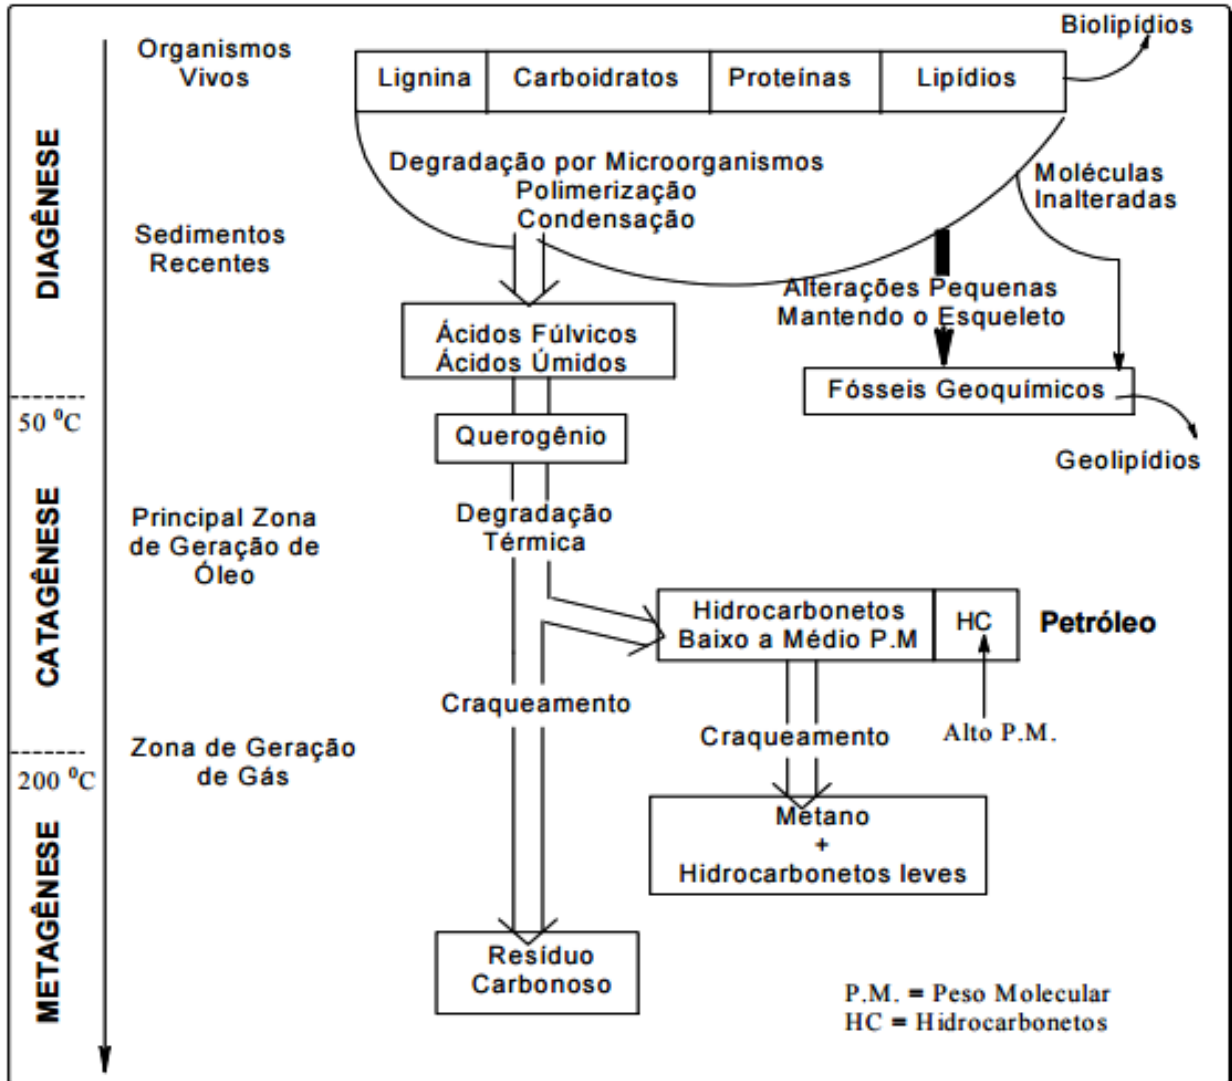 Biolipídios
Organismos
Vivos
Lignina
Carboidratos
Proteínas
Lipídios
DIAGÊNESE
Degradação por Microorganismos
Polimerização
Condensação
Moléculas
Inalteradas
Sedimentos
Recentes
Alterações Pequenas
Mantendo o Esqueleto
Ácidos Fúlvicos
Ácidos Úmidos
Fósseis Geoquímicos
50 ⁰C
Querogênio
Geolipídios
CATAGÊNESE
Principal Zona
de Geração de
Óleo
Degradação
Térmica
Hidrocarbonetos
Baixo a Médio P.M
HC
Petróleo
Craqueamento
Craqueamento
Alto P.M.
Zona de Geração
de Gás
200 ⁰C
Metano
+
Hidrocarbonetos leves
METAGÊNESE
Resíduo
Carbonoso
P.M. = Peso Molecular
HC = Hidrocarbonetos